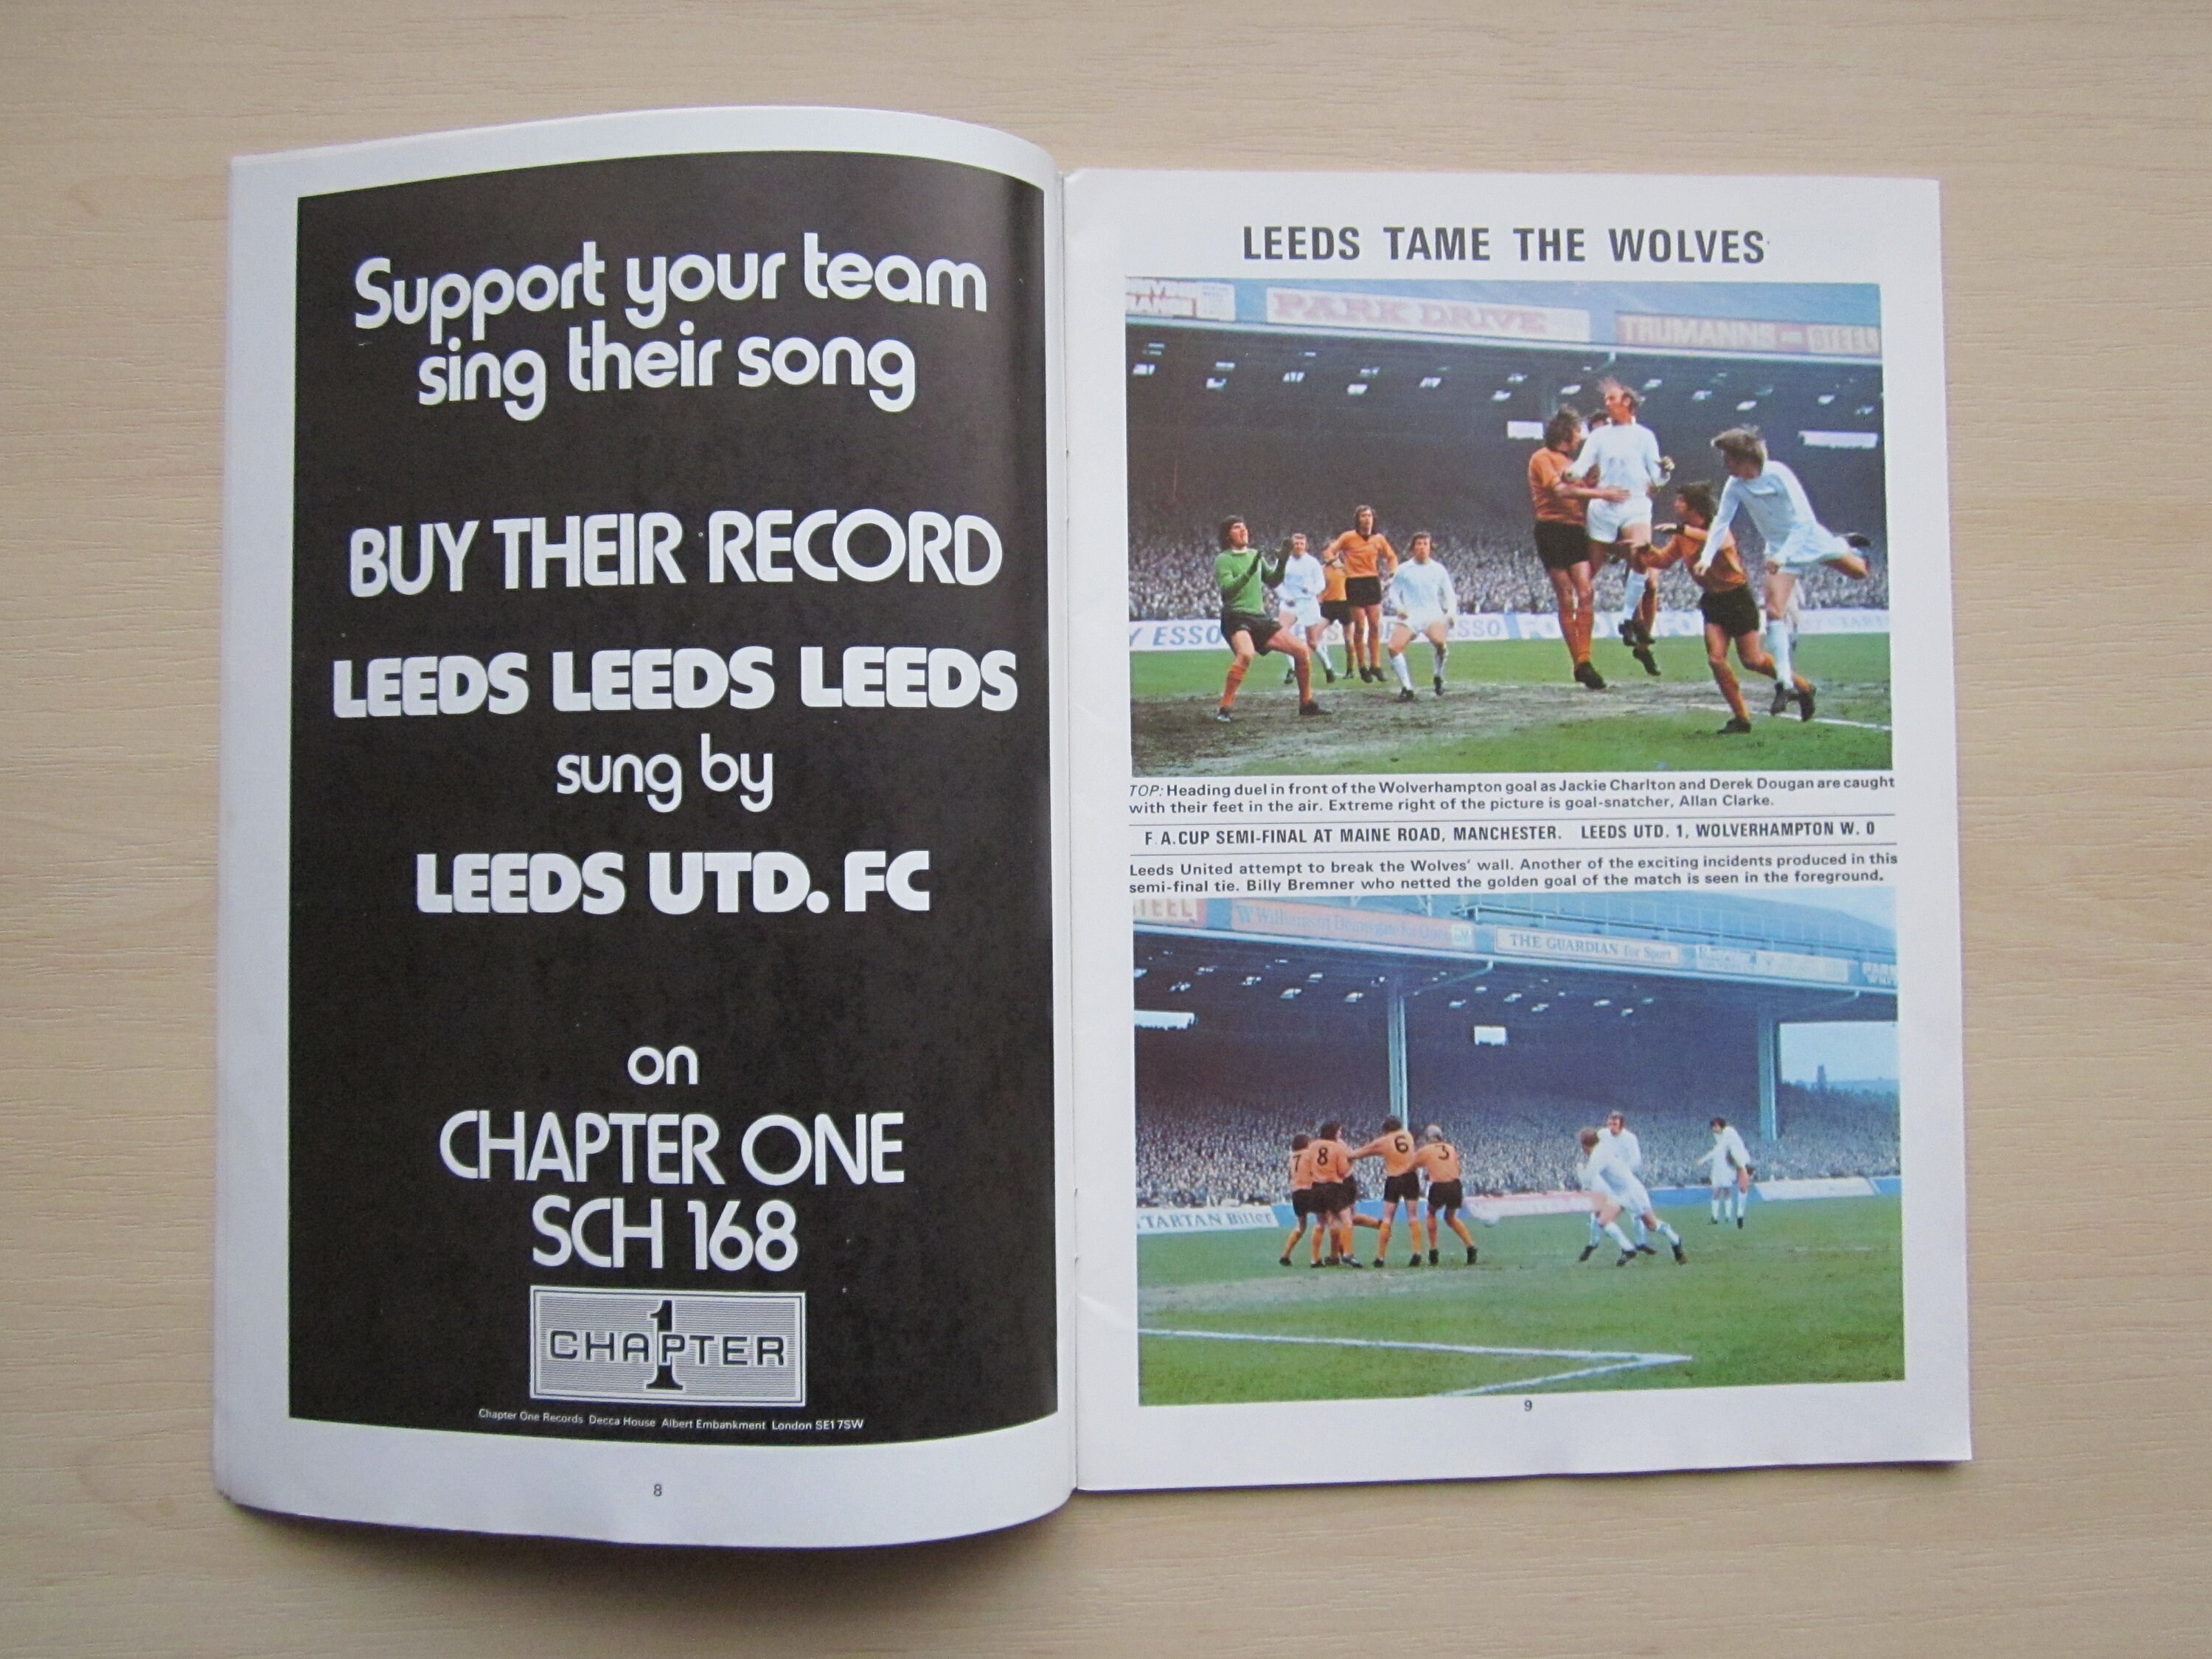 Support your team
sing their song
BUY THEIR RECORD
LEEDS LEEDS LEEDS
sung by
LEEDS UTD. FC
on
CHAPTER ONE
SCH 168
1
CHAPTER
Chapter One Records Decca House Albert Embankment London SE1 7SW
8
LEEDS TAME THE WOLVES
PARK DRIVE
TRUMANNS STEEL
ESSO
ESSO
TOP: Heading duel in front of the Wolverhampton goal as Jackie Charlton and Derek Dougan are caught
with their feet in the air. Extreme right of the picture is goal-snatcher, Allan Clarke.
F.A.CUP SEMI-FINAL AT MAINE ROAD, MANCHESTER. LEEDS UTD. 1, WOLVERHAMPTON W. 0
Leeds United attempt to break the Wolves' wall. Another of the exciting incidents produced in this
semi-final tie. Billy Bremner who netted the golden goal of the match is seen in the foreground.
STEEL
THE GUARDIAN for Sport
7 8 6 3
TARTAN Bitter
9